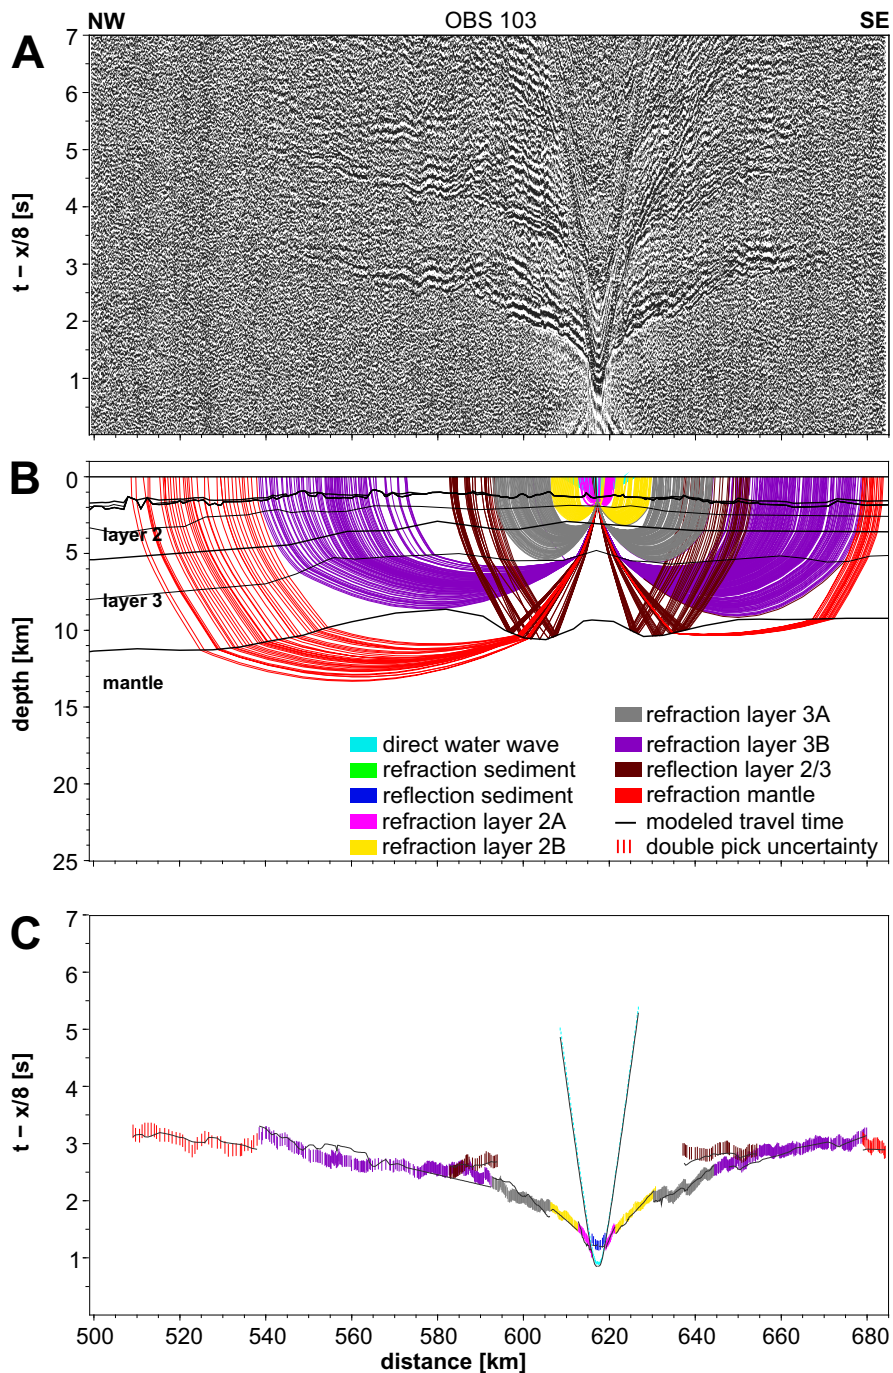 NW OBS 103 SE
A
7
6
5
4
3
2
1
t − x/8 [s]
B
0
5
10
15
20
25
depth [km]
layer 2
layer 3
mantle
direct water wave
refraction sediment
reflection sediment
refraction layer 2A
refraction layer 2B
refraction layer 3A
refraction layer 3B
reflection layer 2/3
refraction mantle
modeled travel time
double pick uncertainty
C
7
6
5
4
3
2
1
t − x/8 [s]
500 520 540 560 580 600 620 640 660 680
distance [km]